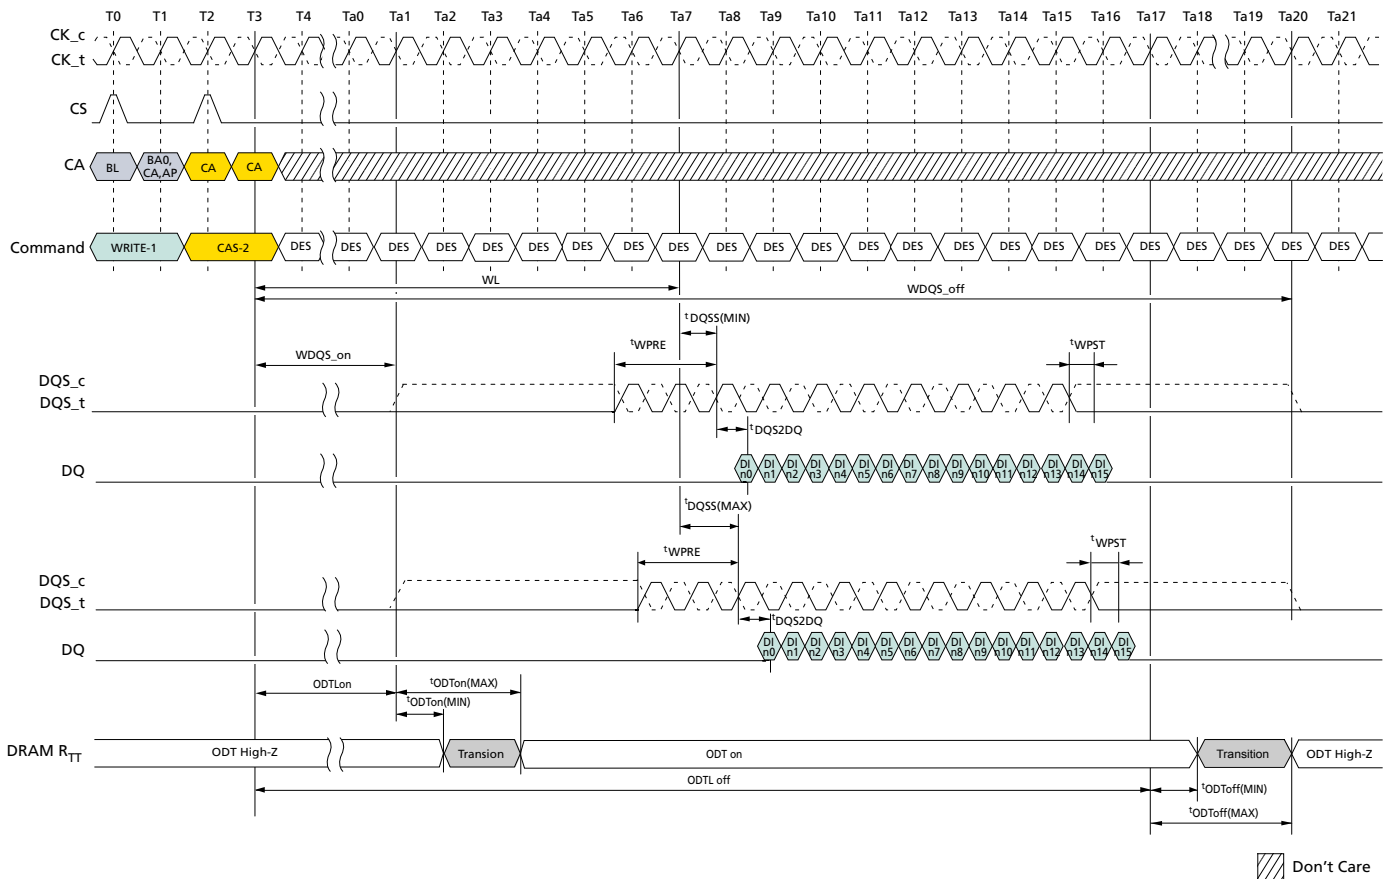 T0 T1 T2 T3 T4 Ta0 Ta1 Ta2 Ta3 Ta4 Ta5 Ta6 Ta7 Ta8 Ta9 Ta10 Ta11 Ta12 Ta13 Ta14 Ta15 Ta16 Ta17 Ta18 Ta19 Ta20 Ta21
CK_c
CK_t
CS
CA BL BA0, CA,AP CA CA
Command WRITE-1 CAS-2 DES DES DES DES DES DES DES DES DES DES DES DES DES DES DES DES DES DES DES DES DES DES DES
WL
WDQS_off
tDQSS(MIN)
tWPRE tWPST
WDQS_on
DQS_c
DQS_t
tDQS2DQ
DQ DI n0 DI n1 DI n2 DI n3 DI n4 DI n5 DI n6 DI n7 DI n8 DI n9 DI n10 DI n11 DI n12 DI n13 DI n14 DI n15
tDQSS(MAX)
tWPRE tWPST
DQS_c
DQS_t
tDQS2DQ
DQ DI n0 DI n1 DI n2 DI n3 DI n4 DI n5 DI n6 DI n7 DI n8 DI n9 DI n10 DI n11 DI n12 DI n13 DI n14 DI n15
ODTLon tODTon(MAX)
tODTon(MIN)
DRAM RTT ODT High-Z Transion ODT on Transition ODT High-Z
ODTL off tODToff(MIN)
tODToff(MAX)
Don't Care